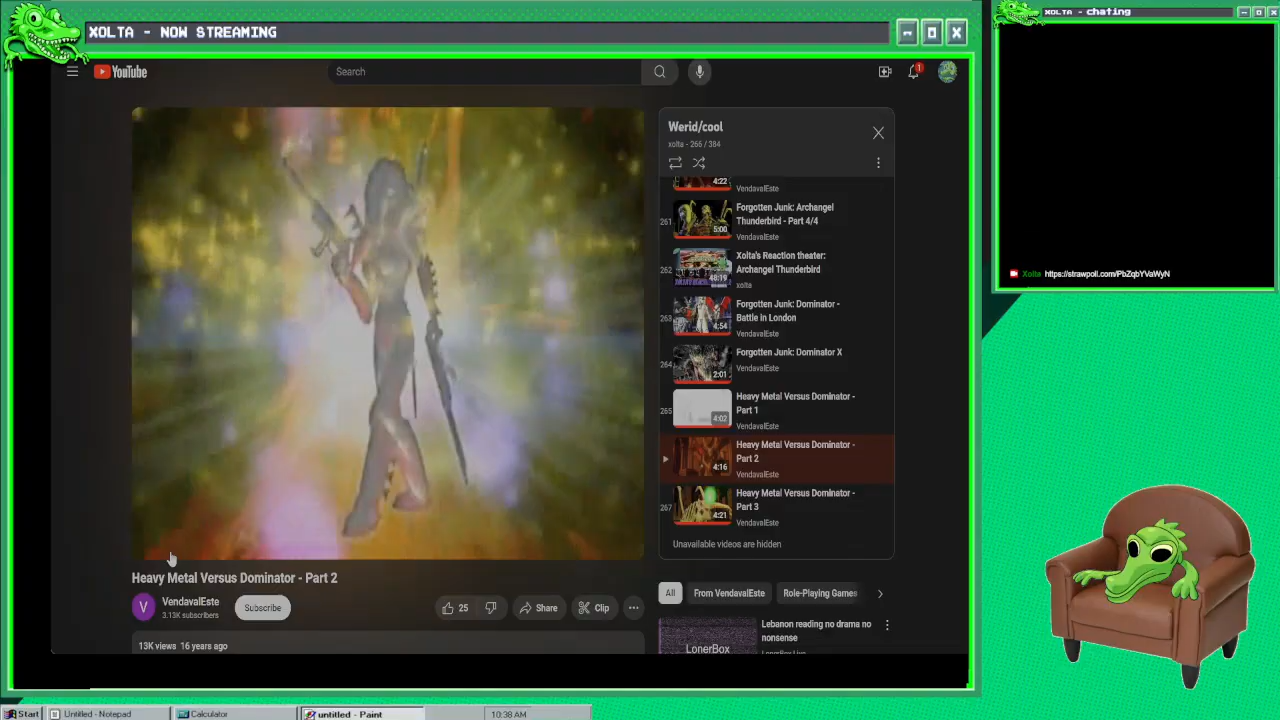 XOLTA - NOW STREAMING
XOLTA - chating
YouTube
Search
1
Werid/cool
xolta - 266 / 384
4:22
VendavalEste
261
5:00
Forgotten Junk: Archangel
Thunderbird - Part 4/4
VendavalEste
262
48:19
Xolta's Reaction theater:
Archangel Thunderbird
xolta
263
4:54
Forgotten Junk: Dominator -
Battle in London
VendavalEste
264
2:01
Forgotten Junk: Dominator X
VendavalEste
265
4:02
Heavy Metal Versus Dominator -
Part 1
VendavalEste
4:16
Heavy Metal Versus Dominator -
Part 2
VendavalEste
267
4:21
Heavy Metal Versus Dominator -
Part 3
VendavalEste
Unavailable videos are hidden
Xolta https://strawpoll.com/PbZqbYVaWyN
Heavy Metal Versus Dominator - Part 2
V
VendavalEste
3.13K subscribers
Subscribe
25
Share
Clip
13K views 16 years ago
All
From VendavalEste
Role-Playing Games
LonerBox
Lebanon reading no drama no
nonsense
LonerBox Live
Start
Untitled - Notepad
Calculator
untitled - Paint
10:38 AM